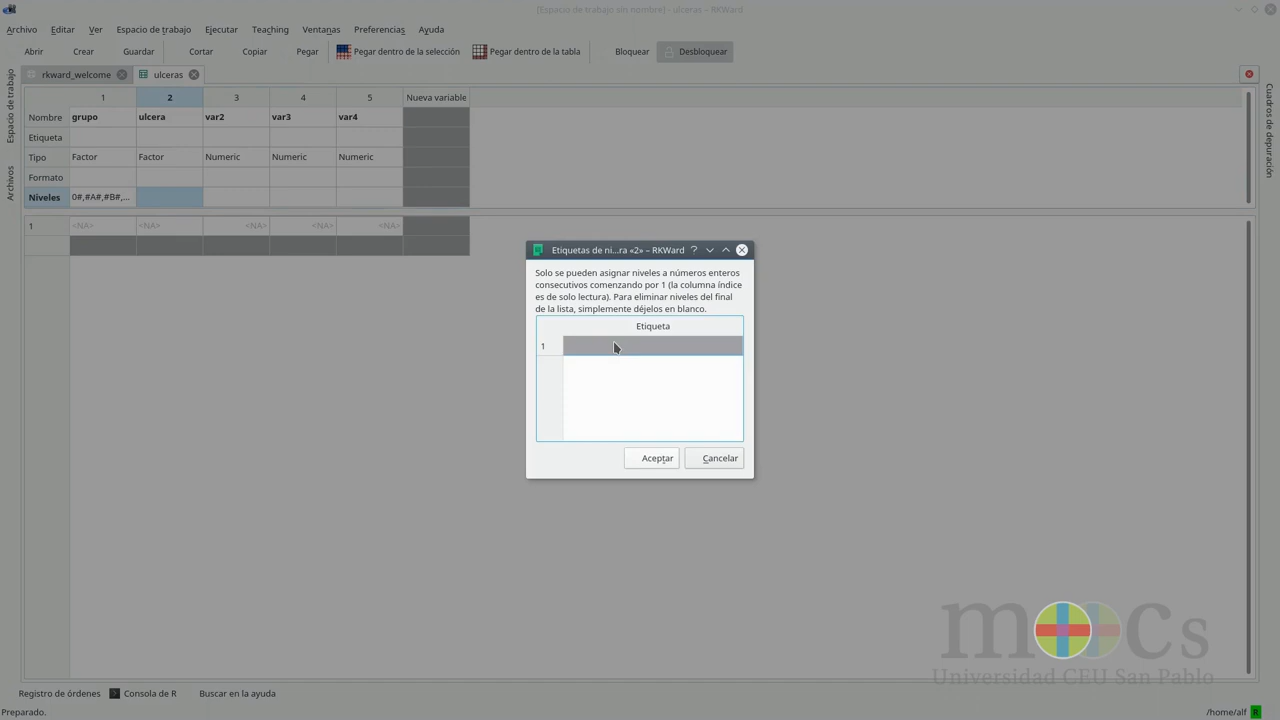 [Espacio de trabajo sin nombre] - ulceras – RKWard
Archivo Editar Ver Espacio de trabajo Ejecutar Teaching Ventanas Preferencias Ayuda
Abrir Crear Guardar Cortar Copiar Pegar Pegar dentro de la selección Pegar dentro de la tabla Bloquear Desbloquear
rkward_welcome ulceras
Espacio de trabajo
Archivos
Cuadros de depuración
1 2 3 4 5 Nueva variable
Nombre grupo ulcera var2 var3 var4
Etiqueta
Tipo Factor Factor Numeric Numeric Numeric
Formato
Niveles 0#,#A#,#B#,...
1 <NA> <NA> <NA> <NA> <NA>
Etiquetas de ni...ra «2» – RKWard ?
Solo se pueden asignar niveles a números enteros
consecutivos comenzando por 1 (la columna índice
es de solo lectura). Para eliminar niveles del final
de la lista, simplemente déjelos en blanco.
Etiqueta
1
Aceptar Cancelar
moocs
Universidad CEU San Pablo
Registro de órdenes Consola de R Buscar en la ayuda
Preparado. /home/alf R